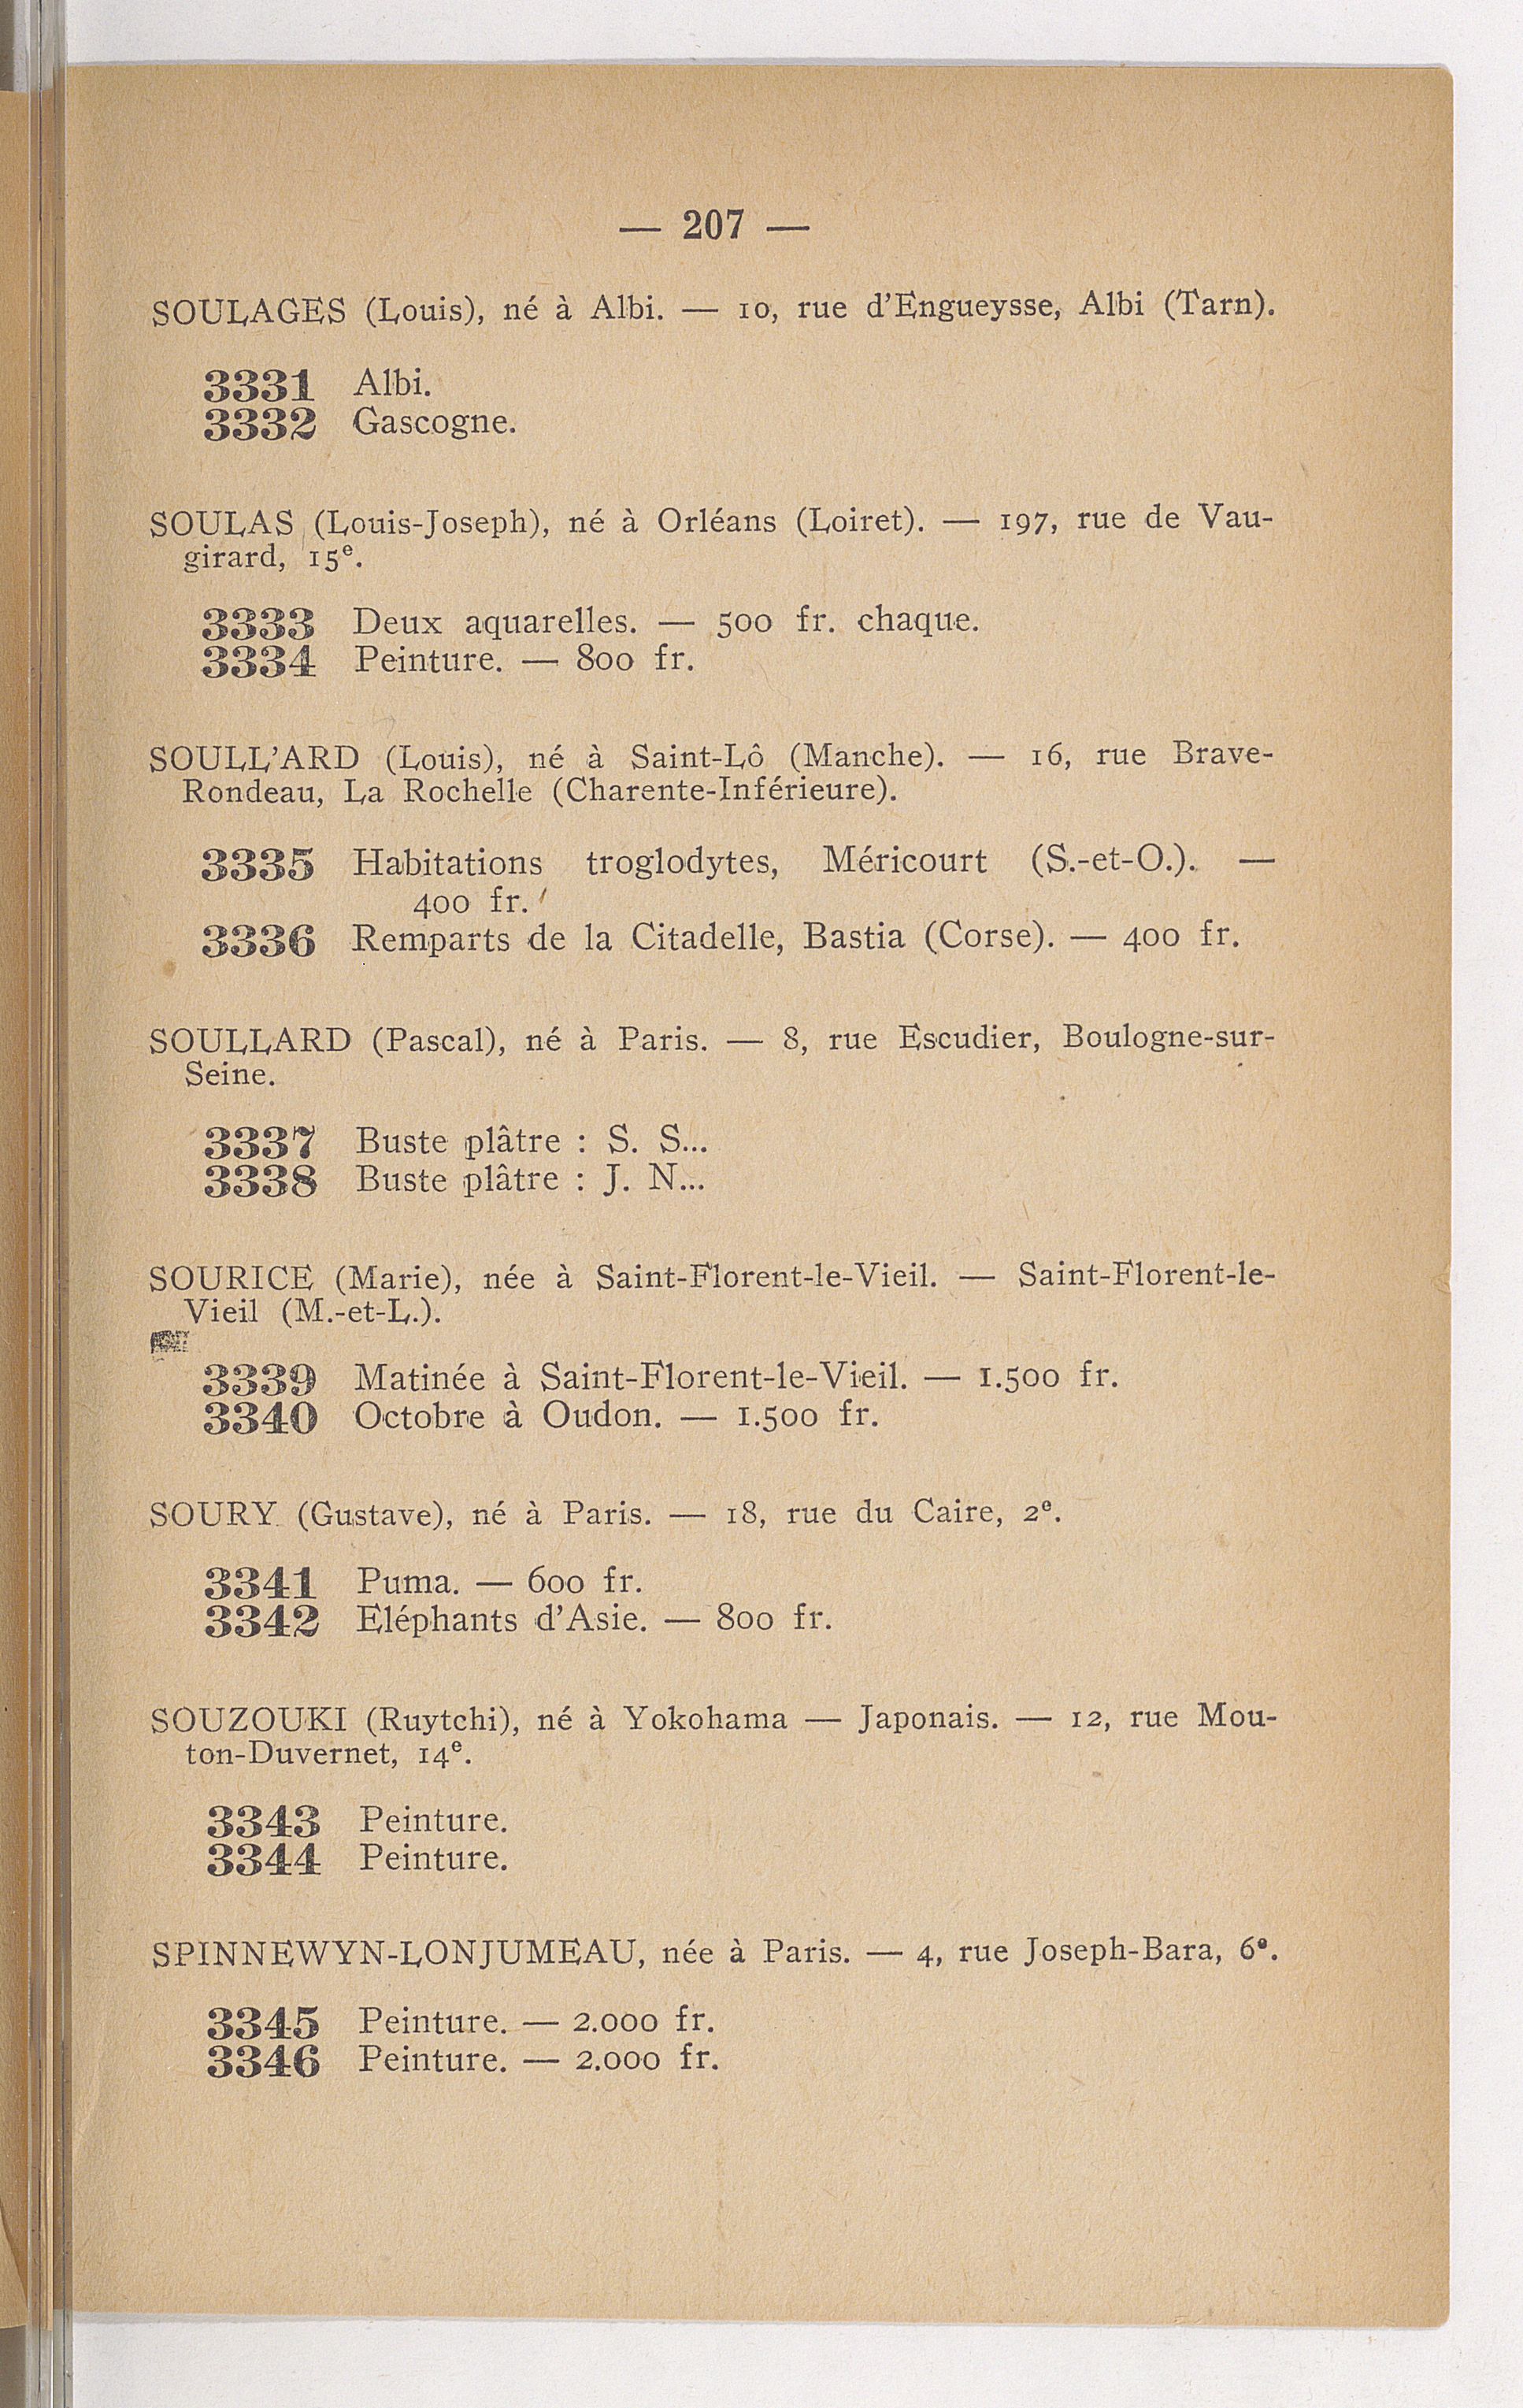 — 207 —
SOULAGES (Louis), né à Albi. — 10, rue d'Engueysse, Albi (Tarn).
3331 Albi.
3332 Gascogne.
SOULAS (Louis-Joseph), né à Orléans (Loiret). — 197, rue de Vau-
girard, 15e.
3333 Deux aquarelles. — 500 fr. chaque.
3334 Peinture. — 800 fr.
SOULL'ARD (Louis), né à Saint-Lô (Manche). — 16, rue Brave-
Rondeau, La Rochelle (Charente-Inférieure).
3335 Habitations troglodytes, Méricourt (S.-et-O.). —
400 fr.
3336 Remparts de la Citadelle, Bastia (Corse). — 400 fr.
SOULLARD (Pascal), né à Paris. — 8, rue Escudier, Boulogne-sur-
Seine.
3337 Buste plâtre : S. S...
3338 Buste plâtre : J. N...
SOURICE (Marie), née à Saint-Florent-le-Vieil. — Saint-Florent-le-
Vieil (M.-et-L.).
3339 Matinée à Saint-Florent-le-Vieil. — 1.500 fr.
3340 Octobre à Oudon. — 1.500 fr.
SOURY (Gustave), né à Paris. — 18, rue du Caire, 2e.
3341 Puma. — 600 fr.
3342 Eléphants d'Asie. — 800 fr.
SOUZOUKI (Ruytchi), né à Yokohama — Japonais. — 12, rue Mou-
ton-Duvernet, 14e.
3343 Peinture.
3344 Peinture.
SPINNEWYN-LONJUMEAU, née à Paris. — 4, rue Joseph-Bara, 6e.
3345 Peinture. — 2.000 fr.
3346 Peinture. — 2.000 fr.